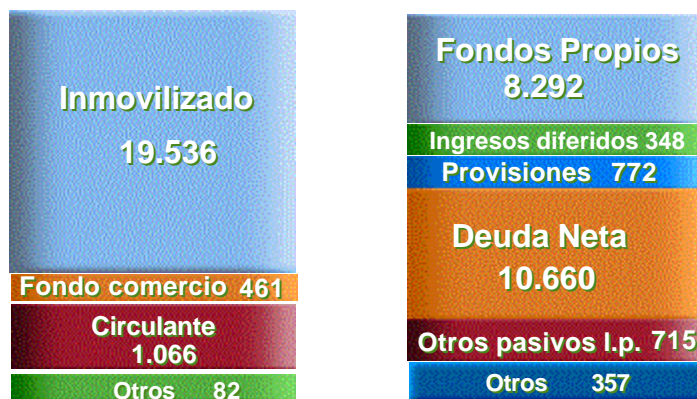 Inmovilizado
19.536
Fondo comercio 461
Circulante
1.066
Otros 82
Fondos Propios
8.292
Ingresos diferidos 348
Provisiones 772
Deuda Neta
10.660
Otros pasivos l.p. 715
Otros 357